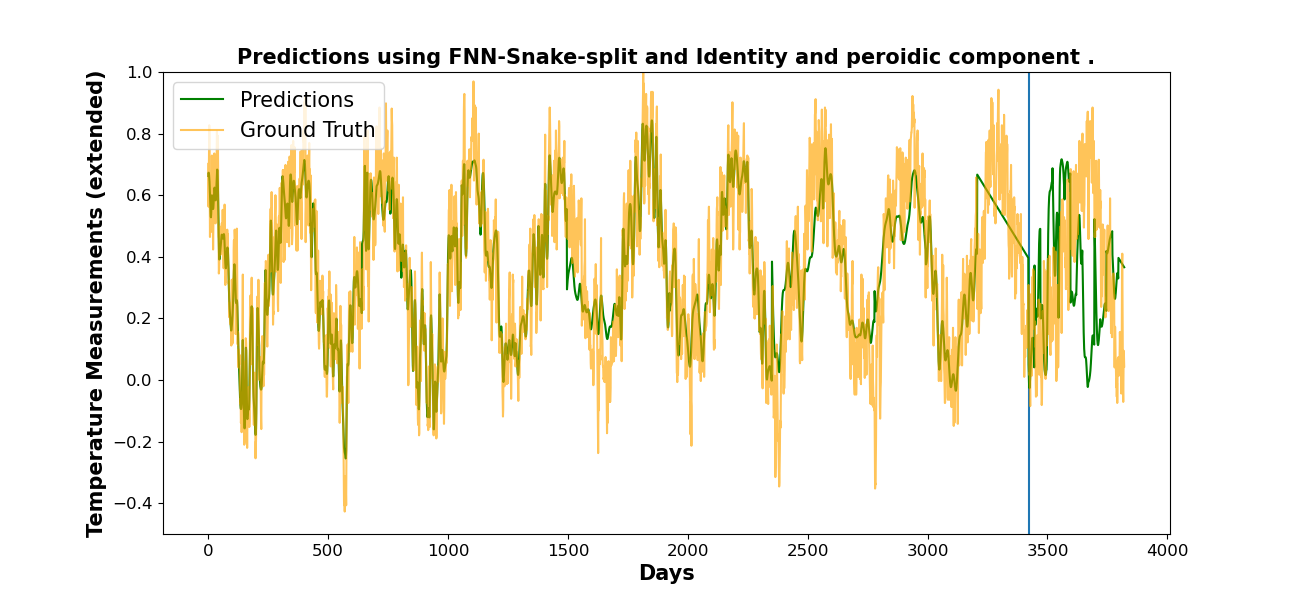 Predictions using FNN-Snake-split and Identity and peroidic component .
Temperature Measurements (extended)
1.0
0.8
0.6
0.4
0.2
0.0
−0.2
−0.4
Predictions
Ground Truth
0 500 1000 1500 2000 2500 3000 3500 4000
Days